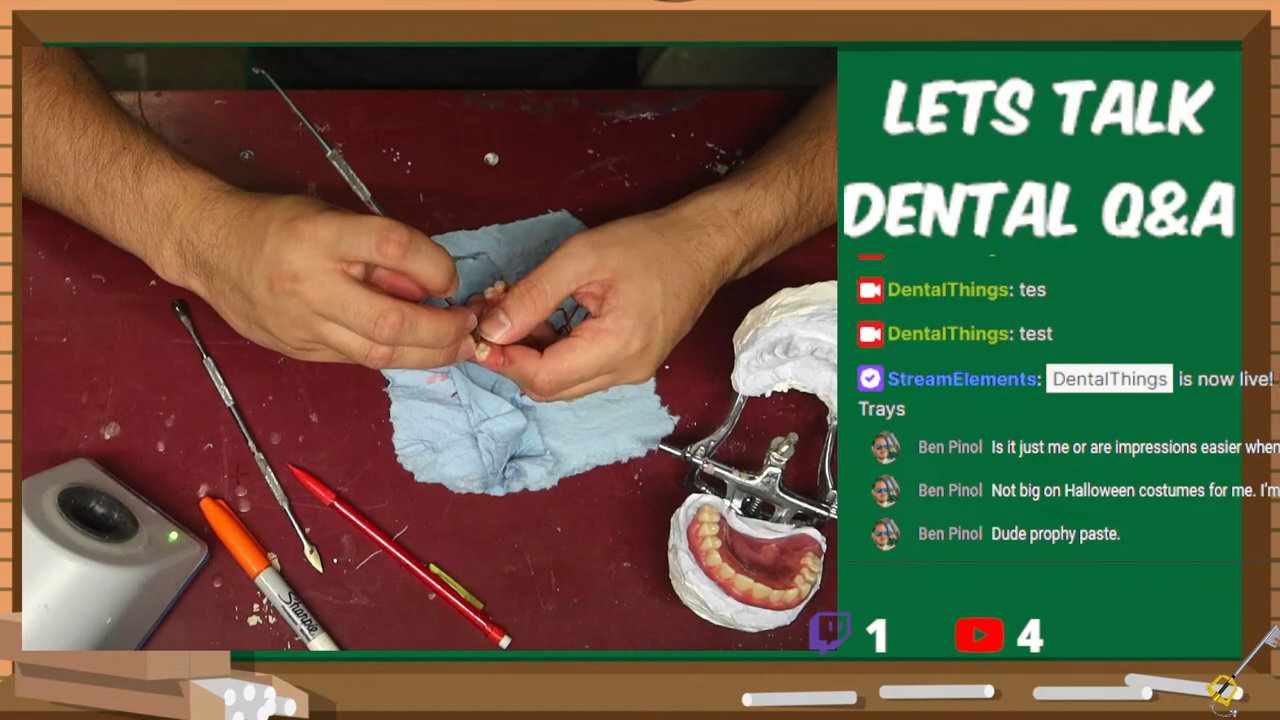 LETS TALK
DENTAL Q&A
DentalThings: tes
DentalThings: test
StreamElements: DentalThings is now live!
Trays
Ben Pinol Is it just me or are impressions easier when
Ben Pinol Not big on Halloween costumes for me. I'm
Ben Pinol Dude prophy paste.
1 4
Sharpie